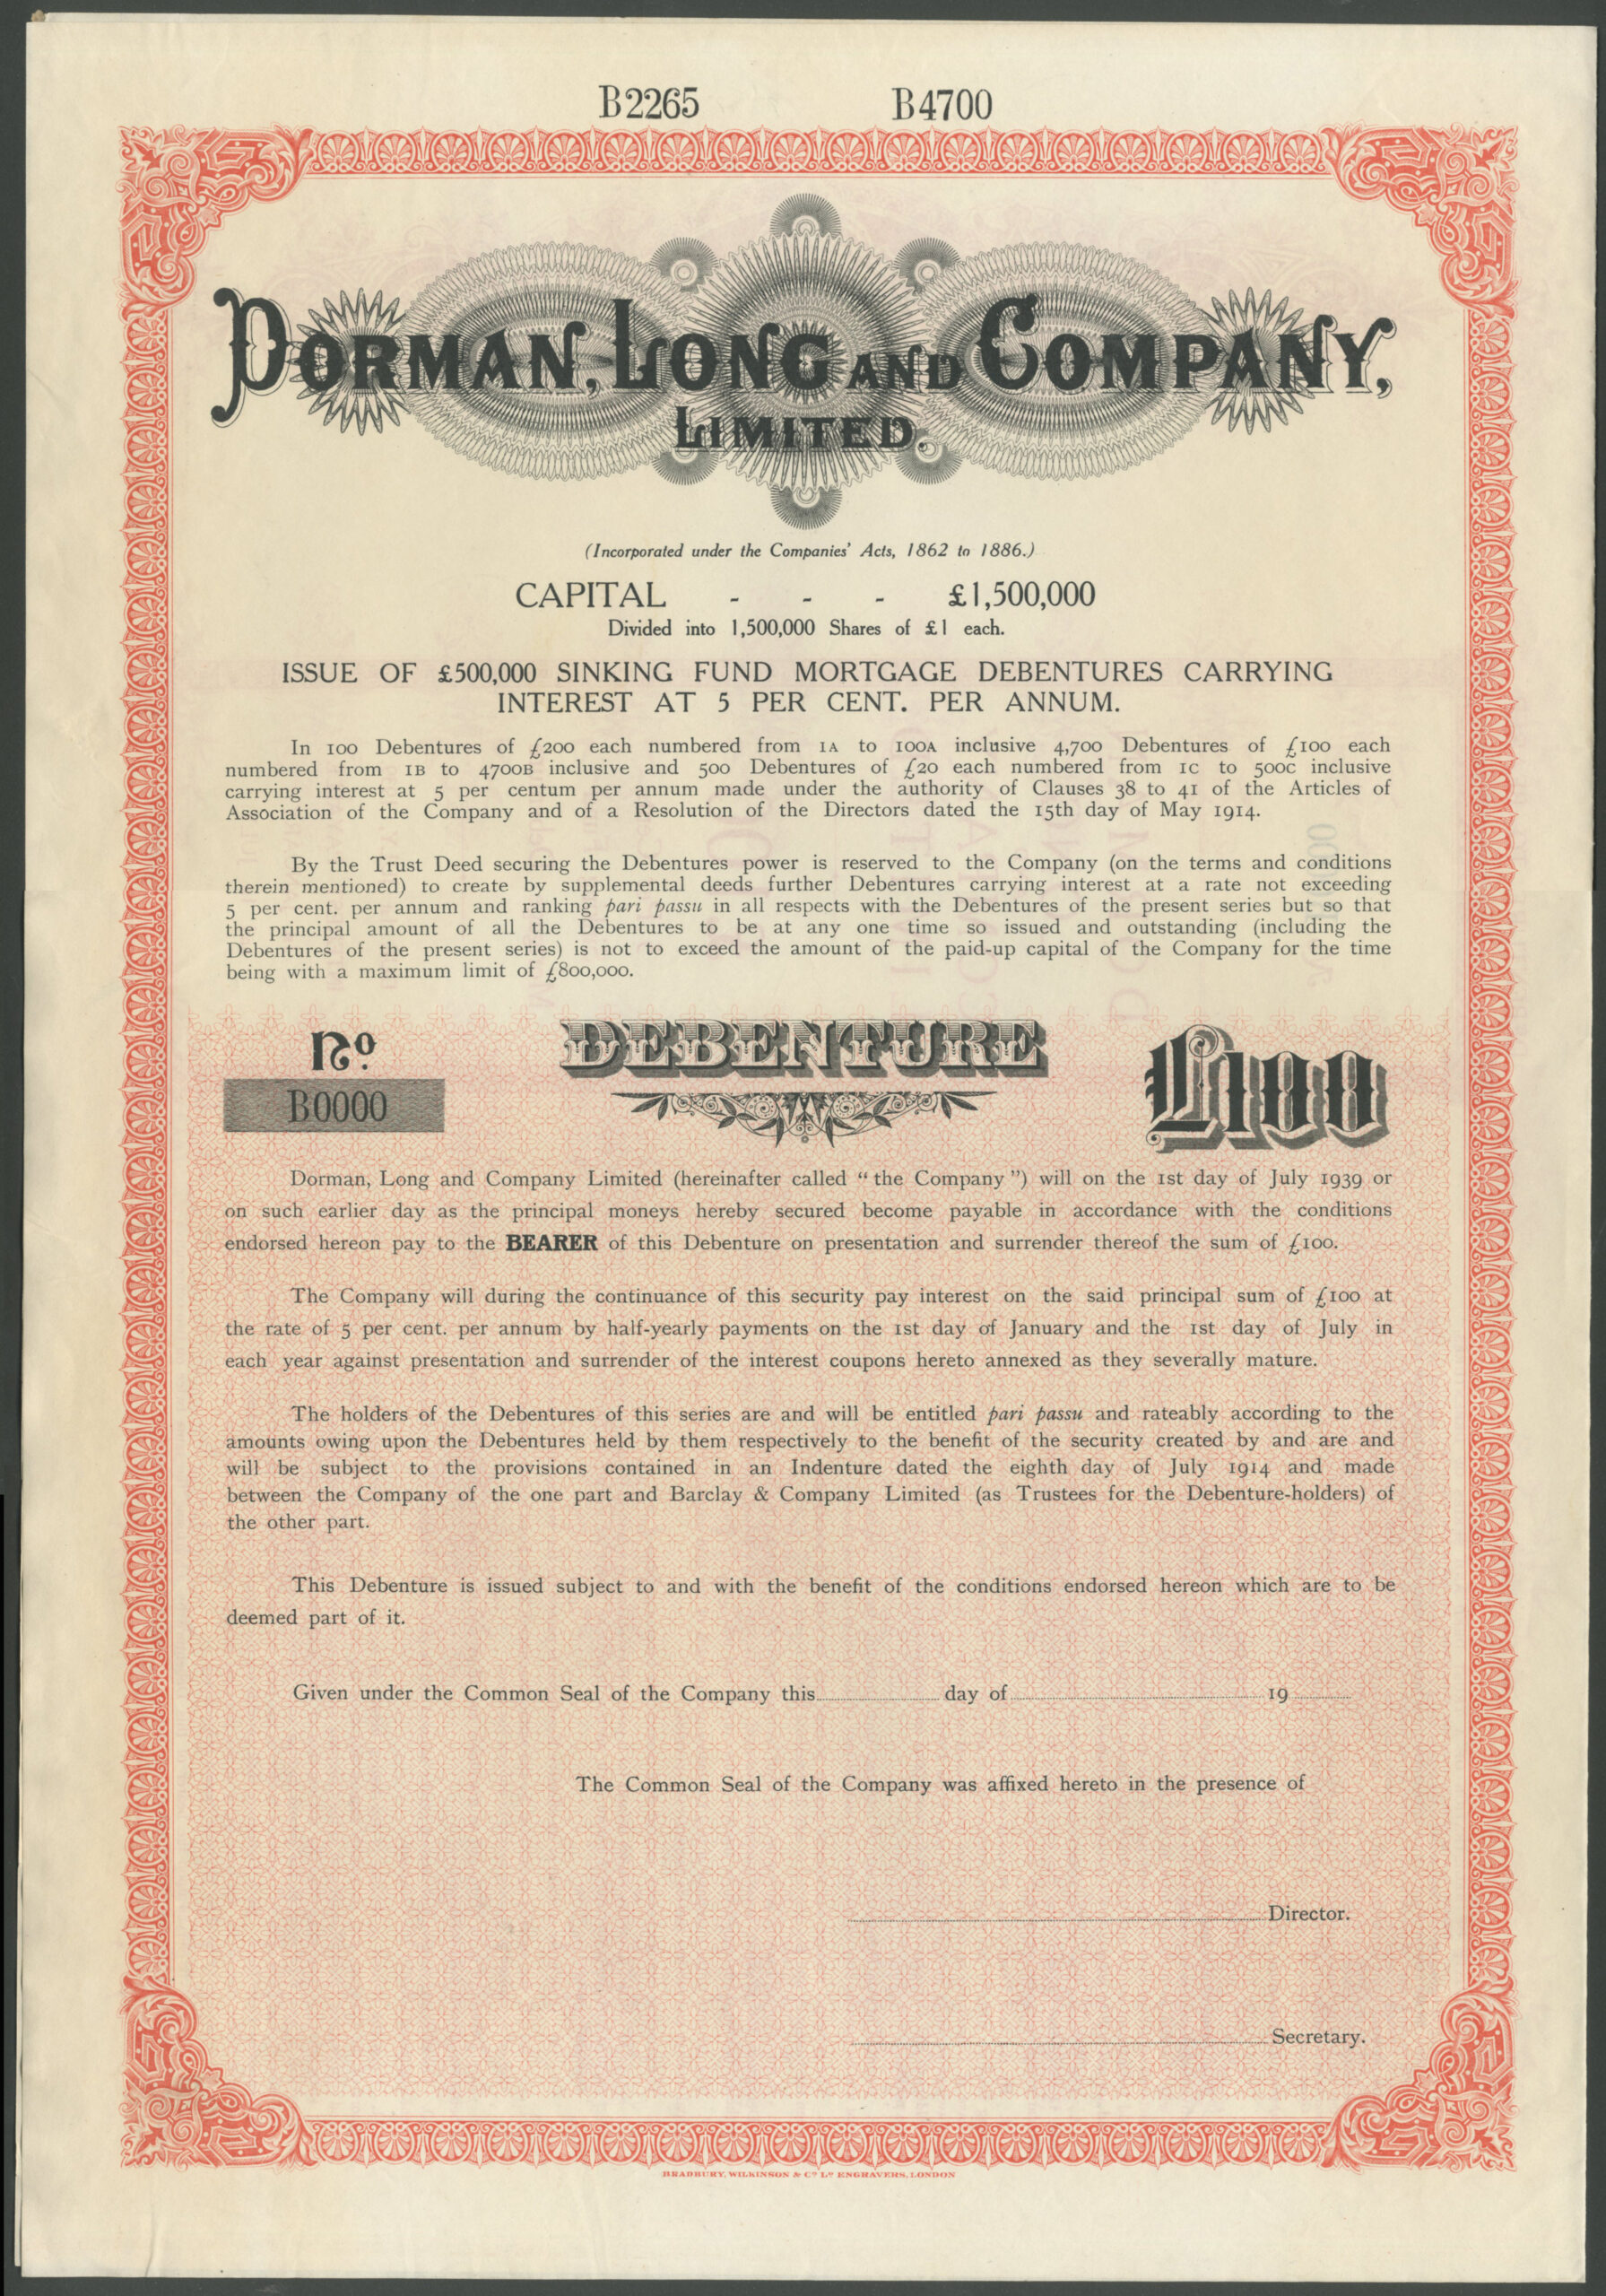 B2265 B4700
DORMAN, LONG AND COMPANY,
LIMITED.
(Incorporated under the Companies' Acts, 1862 to 1886.)
CAPITAL - - - £1,500,000
Divided into 1,500,000 Shares of £1 each.
ISSUE OF £500,000 SINKING FUND MORTGAGE DEBENTURES CARRYING
INTEREST AT 5 PER CENT. PER ANNUM.
In 100 Debentures of £200 each numbered from 1A to 100A inclusive 4,700 Debentures of £100 each
numbered from 1B to 4700B inclusive and 500 Debentures of £20 each numbered from 1C to 500C inclusive
carrying interest at 5 per centum per annum made under the authority of Clauses 38 to 41 of the Articles of
Association of the Company and of a Resolution of the Directors dated the 15th day of May 1914.
By the Trust Deed securing the Debentures power is reserved to the Company (on the terms and conditions
therein mentioned) to create by supplemental deeds further Debentures carrying interest at a rate not exceeding
5 per cent. per annum and ranking pari passu in all respects with the Debentures of the present series but so that
the principal amount of all the Debentures to be at any one time so issued and outstanding (including the
Debentures of the present series) is not to exceed the amount of the paid-up capital of the Company for the time
being with a maximum limit of £800,000.
No. DEBENTURE £100
B0000
Dorman, Long and Company Limited (hereinafter called "the Company") will on the 1st day of July 1939 or
on such earlier day as the principal moneys hereby secured become payable in accordance with the conditions
endorsed hereon pay to the BEARER of this Debenture on presentation and surrender thereof the sum of £100.
The Company will during the continuance of this security pay interest on the said principal sum of £100 at
the rate of 5 per cent. per annum by half-yearly payments on the 1st day of January and the 1st day of July in
each year against presentation and surrender of the interest coupons hereto annexed as they severally mature.
The holders of the Debentures of this series are and will be entitled pari passu and rateably according to the
amounts owing upon the Debentures held by them respectively to the benefit of the security created by and are and
will be subject to the provisions contained in an Indenture dated the eighth day of July 1914 and made
between the Company of the one part and Barclay & Company Limited (as Trustees for the Debenture-holders) of
the other part.
This Debenture is issued subject to and with the benefit of the conditions endorsed hereon which are to be
deemed part of it.
Given under the Common Seal of the Company this day of 19
The Common Seal of the Company was affixed hereto in the presence of
Director.
Secretary.
BRADBURY, WILKINSON & Co. Ld. ENGRAVERS, LONDON